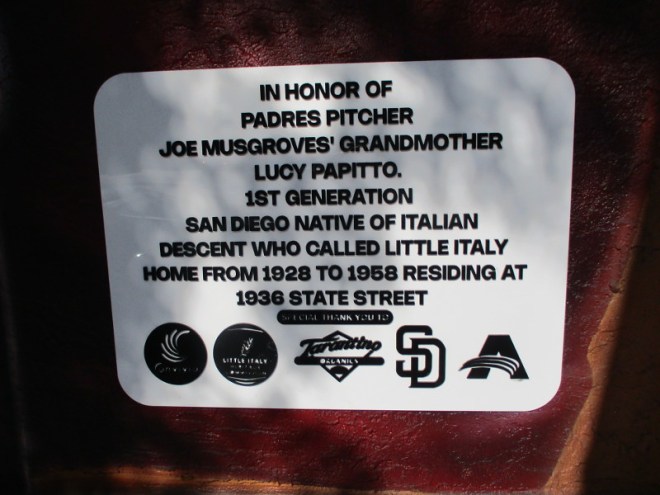 IN HONOR OF
PADRES PITCHER
JOE MUSGROVES' GRANDMOTHER
LUCY PAPITTO.
1ST GENERATION
SAN DIEGO NATIVE OF ITALIAN
DESCENT WHO CALLED LITTLE ITALY
HOME FROM 1928 TO 1958 RESIDING AT
1936 STATE STREET
SPECIAL THANK YOU TO
LITTLE ITALY
Tarantino
ORGANICS
SD
A